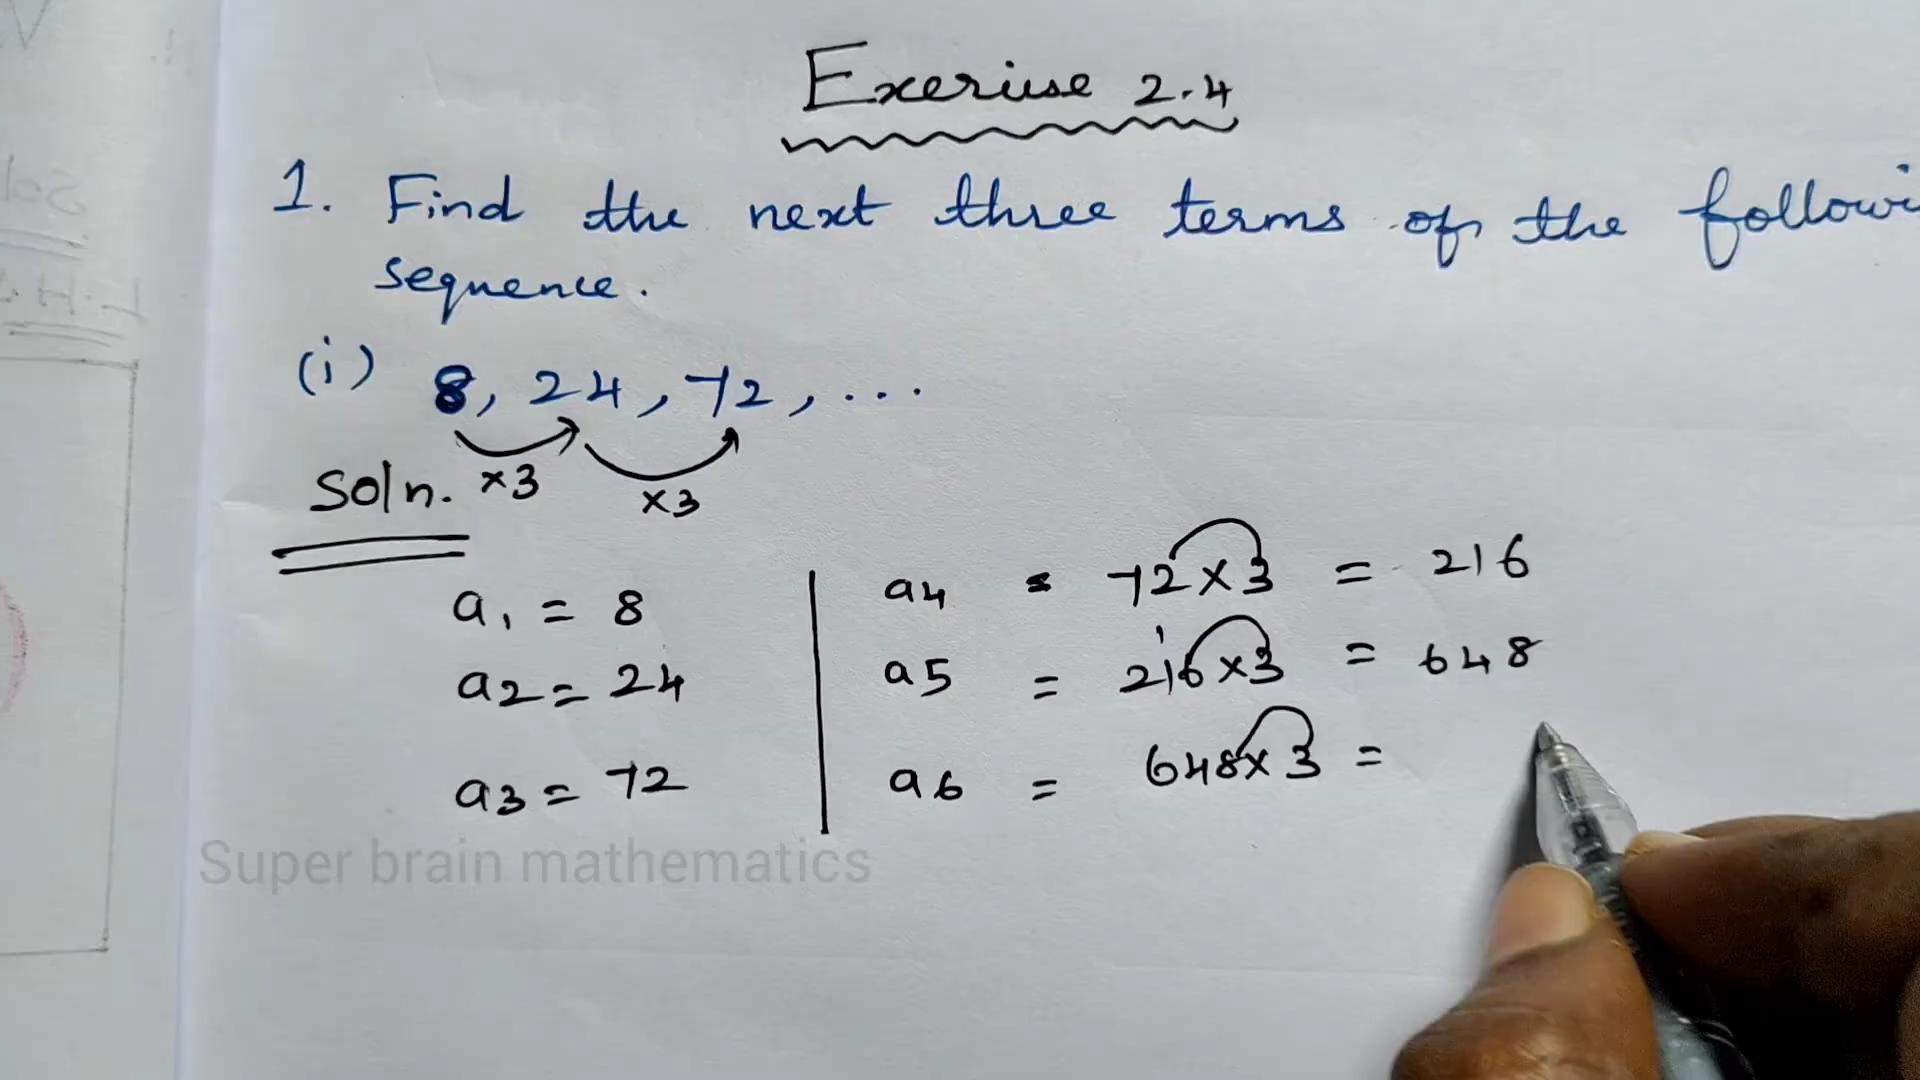 Exercise 2.4
1. Find the next three terms of the followi
sequence.
(i) 8, 24, 72, ...
×3 ×3
Soln.
a1 = 8
a2 = 24
a3 = 72
a4 = 72×3 = 216
1
a5 = 216×3 = 648
a6 = 648×3 =
Super brain mathematics